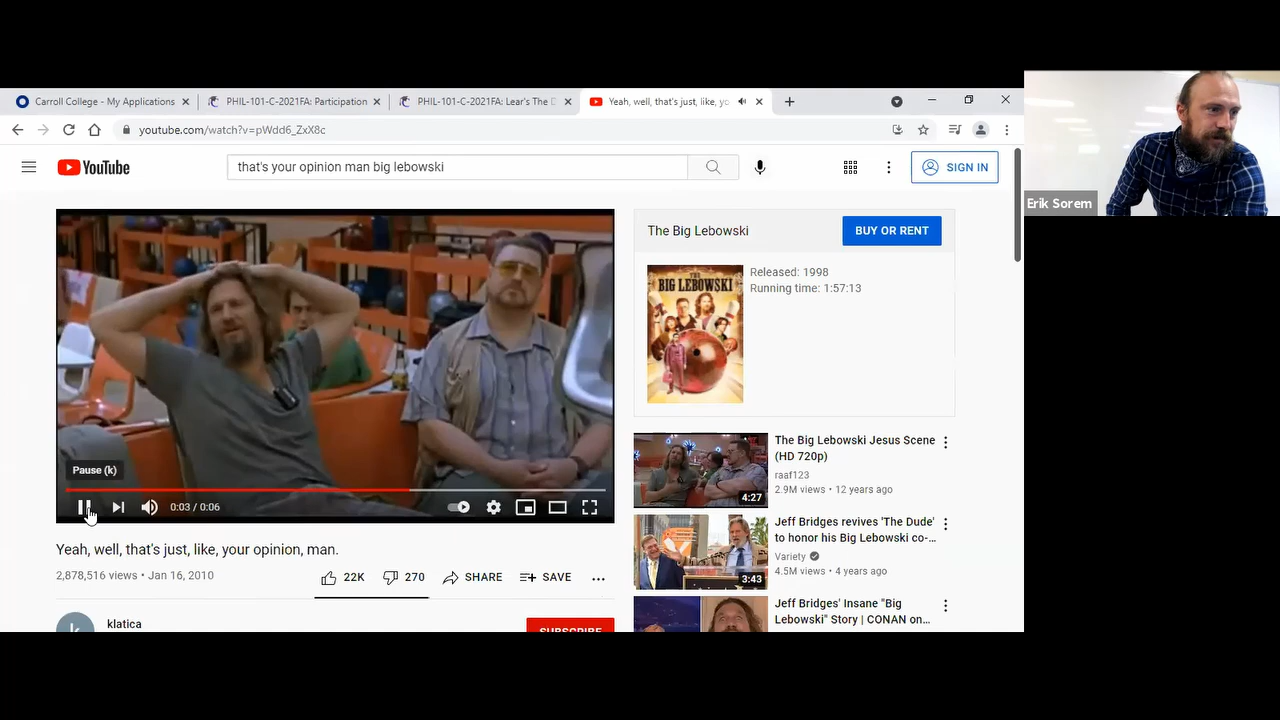 Carroll College - My Applications
PHIL-101-C-2021FA: Participation
PHIL-101-C-2021FA: Lear's The D
Yeah, well, that's just, like, yo
youtube.com/watch?v=pWdd6_ZxX8c
YouTube
that's your opinion man big lebowski
SIGN IN
Erik Sorem
The Big Lebowski
BUY OR RENT
THE
BIG LEBOWSKI
Released: 1998
Running time: 1:57:13
Pause (k)
0:03 / 0:06
Yeah, well, that's just, like, your opinion, man.
2,878,516 views • Jan 16, 2010
22K
270
SHARE
SAVE
klatica
SUBSCRIBE
The Big Lebowski Jesus Scene
(HD 720p)
raaf123
2.9M views • 12 years ago
4:27
Jeff Bridges revives 'The Dude'
to honor his Big Lebowski co-...
Variety
4.5M views • 4 years ago
3:43
Jeff Bridges' Insane "Big
Lebowski" Story | CONAN on...